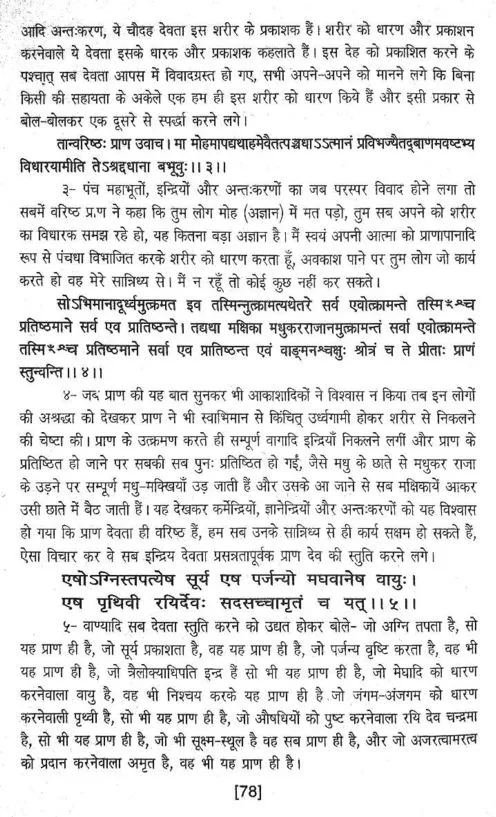 आदि अन्तःकरण, ये चौदह देवता इस शरीर के प्रकाशक हैं। शरीर को धारण और प्रकाशन
करनेवाले ये देवता इसके धारक और प्रकाशक कहलाते हैं। इस देह को प्रकाशित करने के
पश्चात् सब देवता आपस में विवादग्रस्त हो गए, सभी अपने-अपने को मानने लगे कि बिना
किसी की सहायता के अकेले एक हम ही इस शरीर को धारण किये हैं और इसी प्रकार से
बोल-बोलकर एक दूसरे से स्पर्द्धा करने लगे।
तान्वरिष्ठः प्राण उवाच। मा मोहमापद्यथाहमेवैतत्पञ्चधाऽऽत्मानं प्रविभज्यैतद्बाणमवष्टभ्य
विधारयामीति तेऽश्रद्दधाना बभूवुः।।३।।
३- पंच महाभूतों, इन्द्रियों और अन्तःकरणों का जब परस्पर विवाद होने लगा तो
सबमें वरिष्ठ प्राण ने कहा कि तुम लोग मोह (अज्ञान) में मत पड़ो, तुम सब अपने को शरीर
का विधारक समझ रहे हो, यह कितना बड़ा अज्ञान है। मैं स्वयं अपनी आत्मा को प्राणापानादि
रूप से पंचधा विभाजित करके शरीर को धारण करता हूँ, अवकाश पाने पर तुम लोग जो कार्य
करते हो वह मेरे सान्निध्य से। मैं न रहूँ तो कोई कुछ नहीं कर सकते।
सोऽभिमानादूर्ध्वमुत्क्रमत इव तस्मिन्नुत्क्रामत्यथेतरे सर्व एवोत्क्रामन्ते तस्मिꣳश्च
प्रतिष्ठमाने सर्व एव प्रातिष्ठन्ते। तद्यथा मक्षिका मधुकरराजानमुत्क्रामन्तं सर्वा एवोत्क्रामन्ते
तस्मिꣳश्च प्रतिष्ठमाने सर्वाा एव प्रातिष्ठन्त एवं वाङ्मनश्चक्षुः श्रोत्रं च ते प्रीताः प्राणं
स्तुन्वन्ति।।४।।
४- जब प्राण की यह बात सुनकर भी आकाशादिकों ने विश्वास न किया तब इन लोगों
की अश्रद्धा को देखकर प्राण ने भी स्वाभिमान से किंचित् उर्ध्वगामी होकर शरीर से निकलने
की चेष्टा की। प्राण के उत्क्रमण करते ही सम्पूर्ण वागादि इन्द्रियाँ निकलने लगीं और प्राण के
प्रतिष्ठित हो जाने पर सबकी सब पुनः प्रतिष्ठित हो गईं, जैसे मधु के छाते से मधुकर राजा
के उड़ने पर सम्पूर्ण मधु-मक्खियाँ उड़ जाती हैं और उसके आ जाने से सब मक्षिकायें आकर
उसी छाते में बैठ जाती हैं। यह देखकर कर्मेन्द्रियों, ज्ञानेन्द्रियों और अन्तःकरणों को यह विश्वास
हो गया कि प्राण देवता ही वरिष्ठ हैं, हम सब उनके सान्निध्य से ही कार्य सक्षम हो सकते हैं,
ऐसा विचार कर वे सब इन्द्रिय देवता प्रसन्नतापूर्वक प्राण देव की स्तुति करने लगे।
एषोऽग्निस्तपत्येष सूर्य एष पर्जन्यो मघवानेष वायुः।
एष पृथिवी रयिर्देवः सदसच्चामृतं च यत्।।५।।
५- वाण्यादि सब देवता स्तुति करने को उद्यत होकर बोले- जो अग्नि तपता है, सो
यह प्राण ही है, जो सूर्य प्रकाशता है, वह यह प्राण ही है, जो पर्जन्य वृष्टि करता है, वह भी
यह प्राण ही है, जो त्रैलोक्याधिपति इन्द्र हैं सो भी यह प्राण ही है, जो मेघादि को धारण
करनेवाला वायु है, वह भी निश्चय करके यह प्राण ही है जो जंगम-अंजगम को धारण
करनेवाली पृथ्वी है, सो भी यह प्राण ही है, जो औषधियों को पुष्ट करनेवाला रयि देव चन्द्रमा
है, सो भी यह प्राण ही है, जो भी सूक्ष्म-स्थूल है वह सब प्राण ही है, और जो अजरत्वामरत्व
को प्रदान करनेवाला अमृत है, वह भी यह प्राण ही है।
[78]